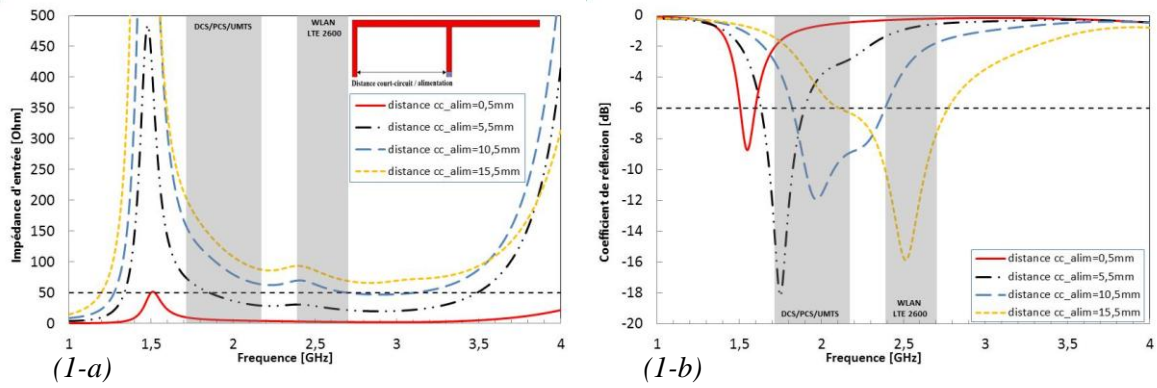 500
450
400
350
300
250
200
150
100
50
0
Impédance d'entrée [Ohm]
DCS/PCS/UMTS
WLAN
LTE 2600
Distance court-circuit / alimentation
distance cc_alim=0,5mm
distance cc_alim=5,5mm
distance cc_alim=10,5mm
distance cc_alim=15,5mm
1 1,5 2 2,5 3 3,5 4
Frequence [GHz]
(1-a)
0
-2
-4
-6
-8
-10
-12
-14
-16
-18
-20
Coefficient de réflexion [dB]
distance cc_alim=0,5mm
distance cc_alim=5,5mm
distance cc_alim=10,5mm
distance cc_alim=15,5mm
DCS/PCS/UMTS
WLAN
LTE 2600
1 1,5 2 2,5 3 3,5 4
Frequence [GHz]
(1-b)